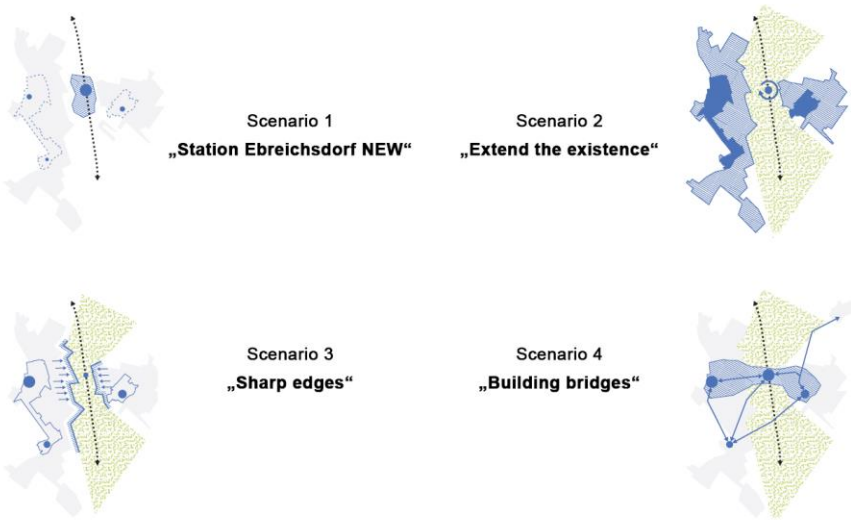 Scenario 1
„Station Ebreichsdorf NEW“
Scenario 2
„Extend the existence“
Scenario 3
„Sharp edges“
Scenario 4
„Building bridges“